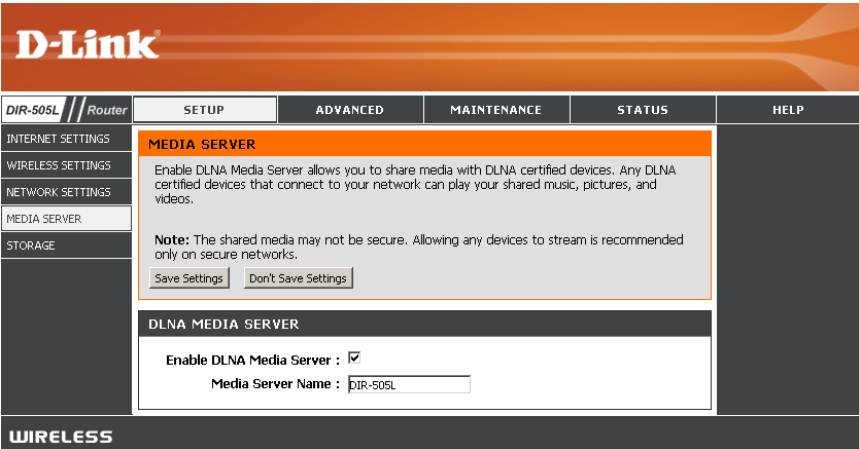 D-Link
DIR-505L // Router
SETUP
ADVANCED
MAINTENANCE
STATUS
HELP
INTERNET SETTINGS
WIRELESS SETTINGS
NETWORK SETTINGS
MEDIA SERVER
STORAGE
MEDIA SERVER
Enable DLNA Media Server allows you to share media with DLNA certified devices. Any DLNA
certified devices that connect to your network can play your shared music, pictures, and
videos.
Note: The shared media may not be secure. Allowing any devices to stream is recommended
only on secure networks.
Save Settings
Don't Save Settings
DLNA MEDIA SERVER
Enable DLNA Media Server :
Media Server Name : DIR-505L
WIRELESS